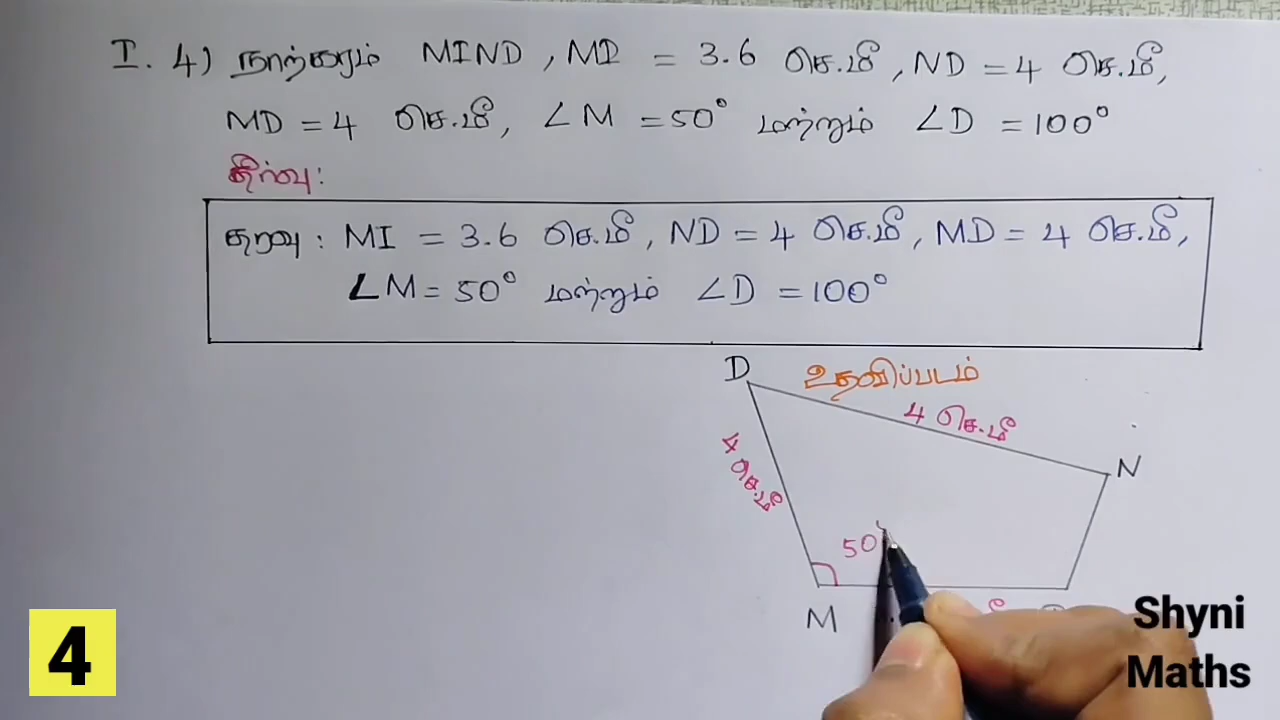 I. 4) நாற்கரம் MIND, MI = 3.6 செ.மீ, ND = 4 செ.மீ,
MD = 4 செ.மீ, ∠M = 50° மற்றும் ∠D = 100°
தீர்வு:
தரவு: MI = 3.6 செ.மீ, ND = 4 செ.மீ, MD = 4 செ.மீ,
∠M = 50° மற்றும் ∠D = 100°
D உதவிப்படம்
4 செ.மீ
N
4 செ.மீ
50
M
Shyni
Maths
4